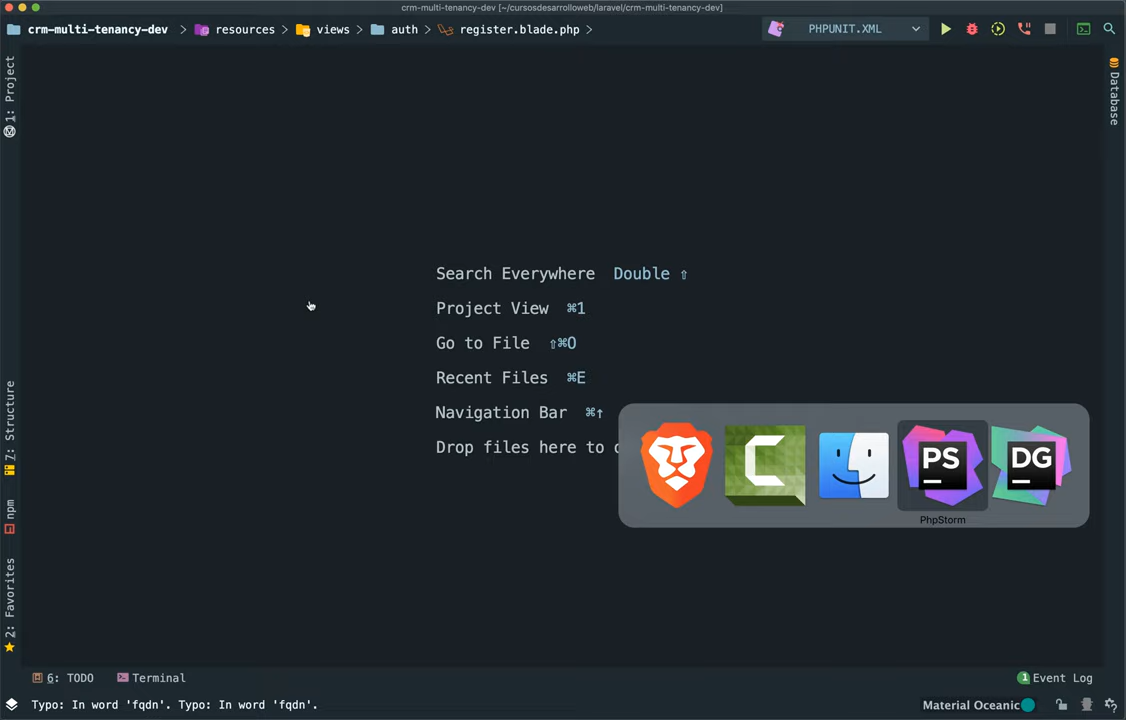 crm-multi-tenancy-dev [~/cursosdesarrolloweb/laravel/crm-multi-tenancy-dev]
crm-multi-tenancy-dev resources views auth register.blade.php
PHPUNIT.XML
1: Project
Database
Search Everywhere Double ⇧
Project View ⌘1
Go to File ⇧⌘O
Recent Files ⌘E
Navigation Bar ⌘↑
Drop files here to
PS
DG
PhpStorm
7: Structure
npm
2: Favorites
6: TODO Terminal
1 Event Log
Typo: In word 'fqdn'. Typo: In word 'fqdn'.
Material Oceanic